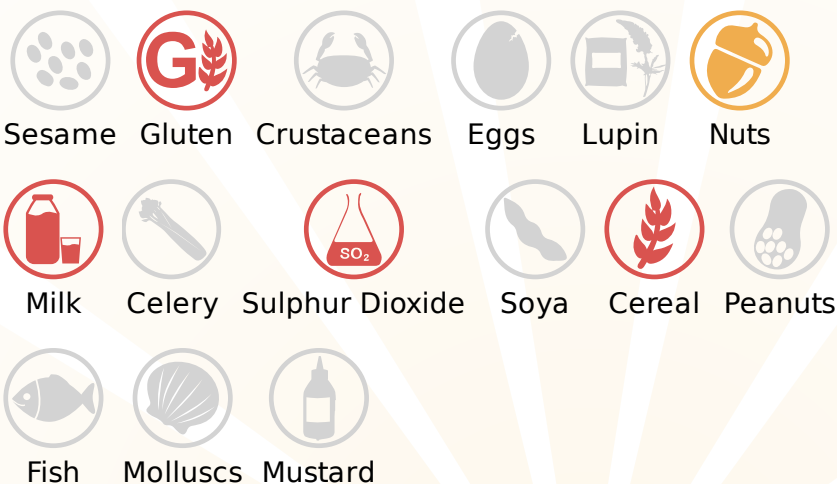 G
Sesame Gluten Crustaceans Eggs Lupin Nuts
SO₂
Milk Celery Sulphur Dioxide Soya Cereal Peanuts
Fish Molluscs Mustard